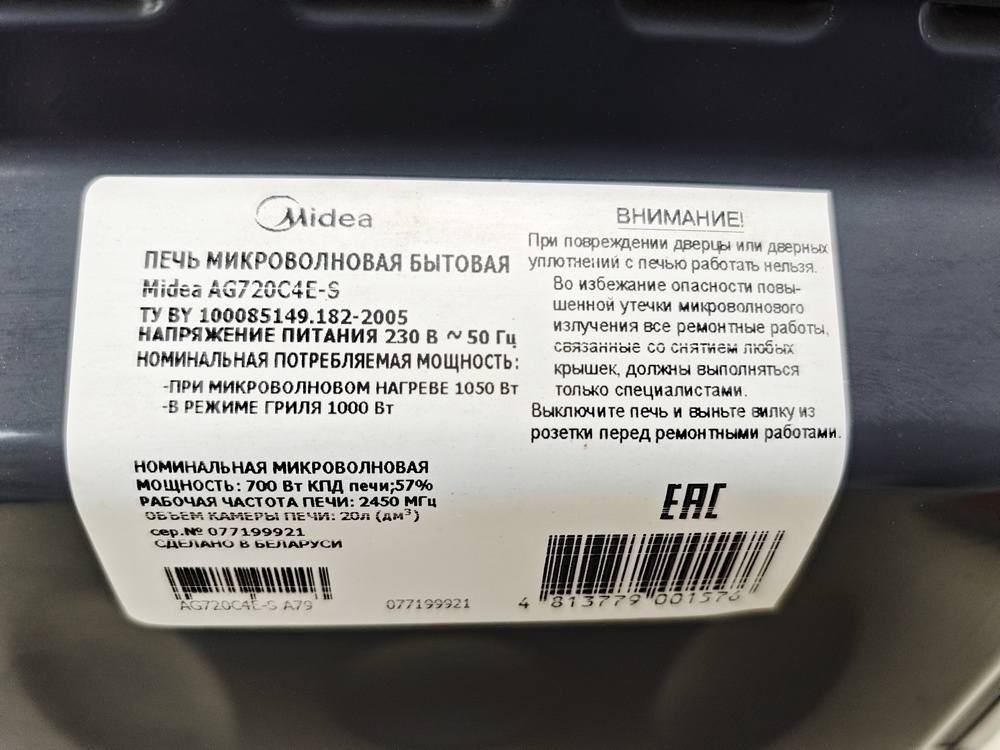 Midea
ПЕЧЬ МИКРОВОЛНОВАЯ БЫТОВАЯ
Midea AG720C4E-S
ТУ BY 100085149.182-2005
НАПРЯЖЕНИЕ ПИТАНИЯ 230 В ~ 50 Гц
НОМИНАЛЬНАЯ ПОТРЕБЛЯЕМАЯ МОЩНОСТЬ:
-ПРИ МИКРОВОЛНОВОМ НАГРЕВЕ 1050 Вт
-В РЕЖИМЕ ГРИЛЯ 1000 Вт
НОМИНАЛЬНАЯ МИКРОВОЛНОВАЯ
МОЩНОСТЬ: 700 Вт КПД печи;57%
РАБОЧАЯ ЧАСТОТА ПЕЧИ: 2450 МГц
ОБЪЕМ КАМЕРЫ ПЕЧИ: 20л (дм³)
сер.№ 077199921
СДЕЛАНО В БЕЛАРУСИ
AG720C4E-S A79
077199921
ВНИМАНИЕ!
При повреждении дверцы или дверных
уплотнений с печью работать нельзя.
Во избежание опасности повы-
шенной утечки микроволнового
излучения все ремонтные работы,
связанные со снятием любых
крышек, должны выполняться
только специалистами.
Выключите печь и выньте вилку из
розетки перед ремонтными работами.
EAC
4 813779 001576